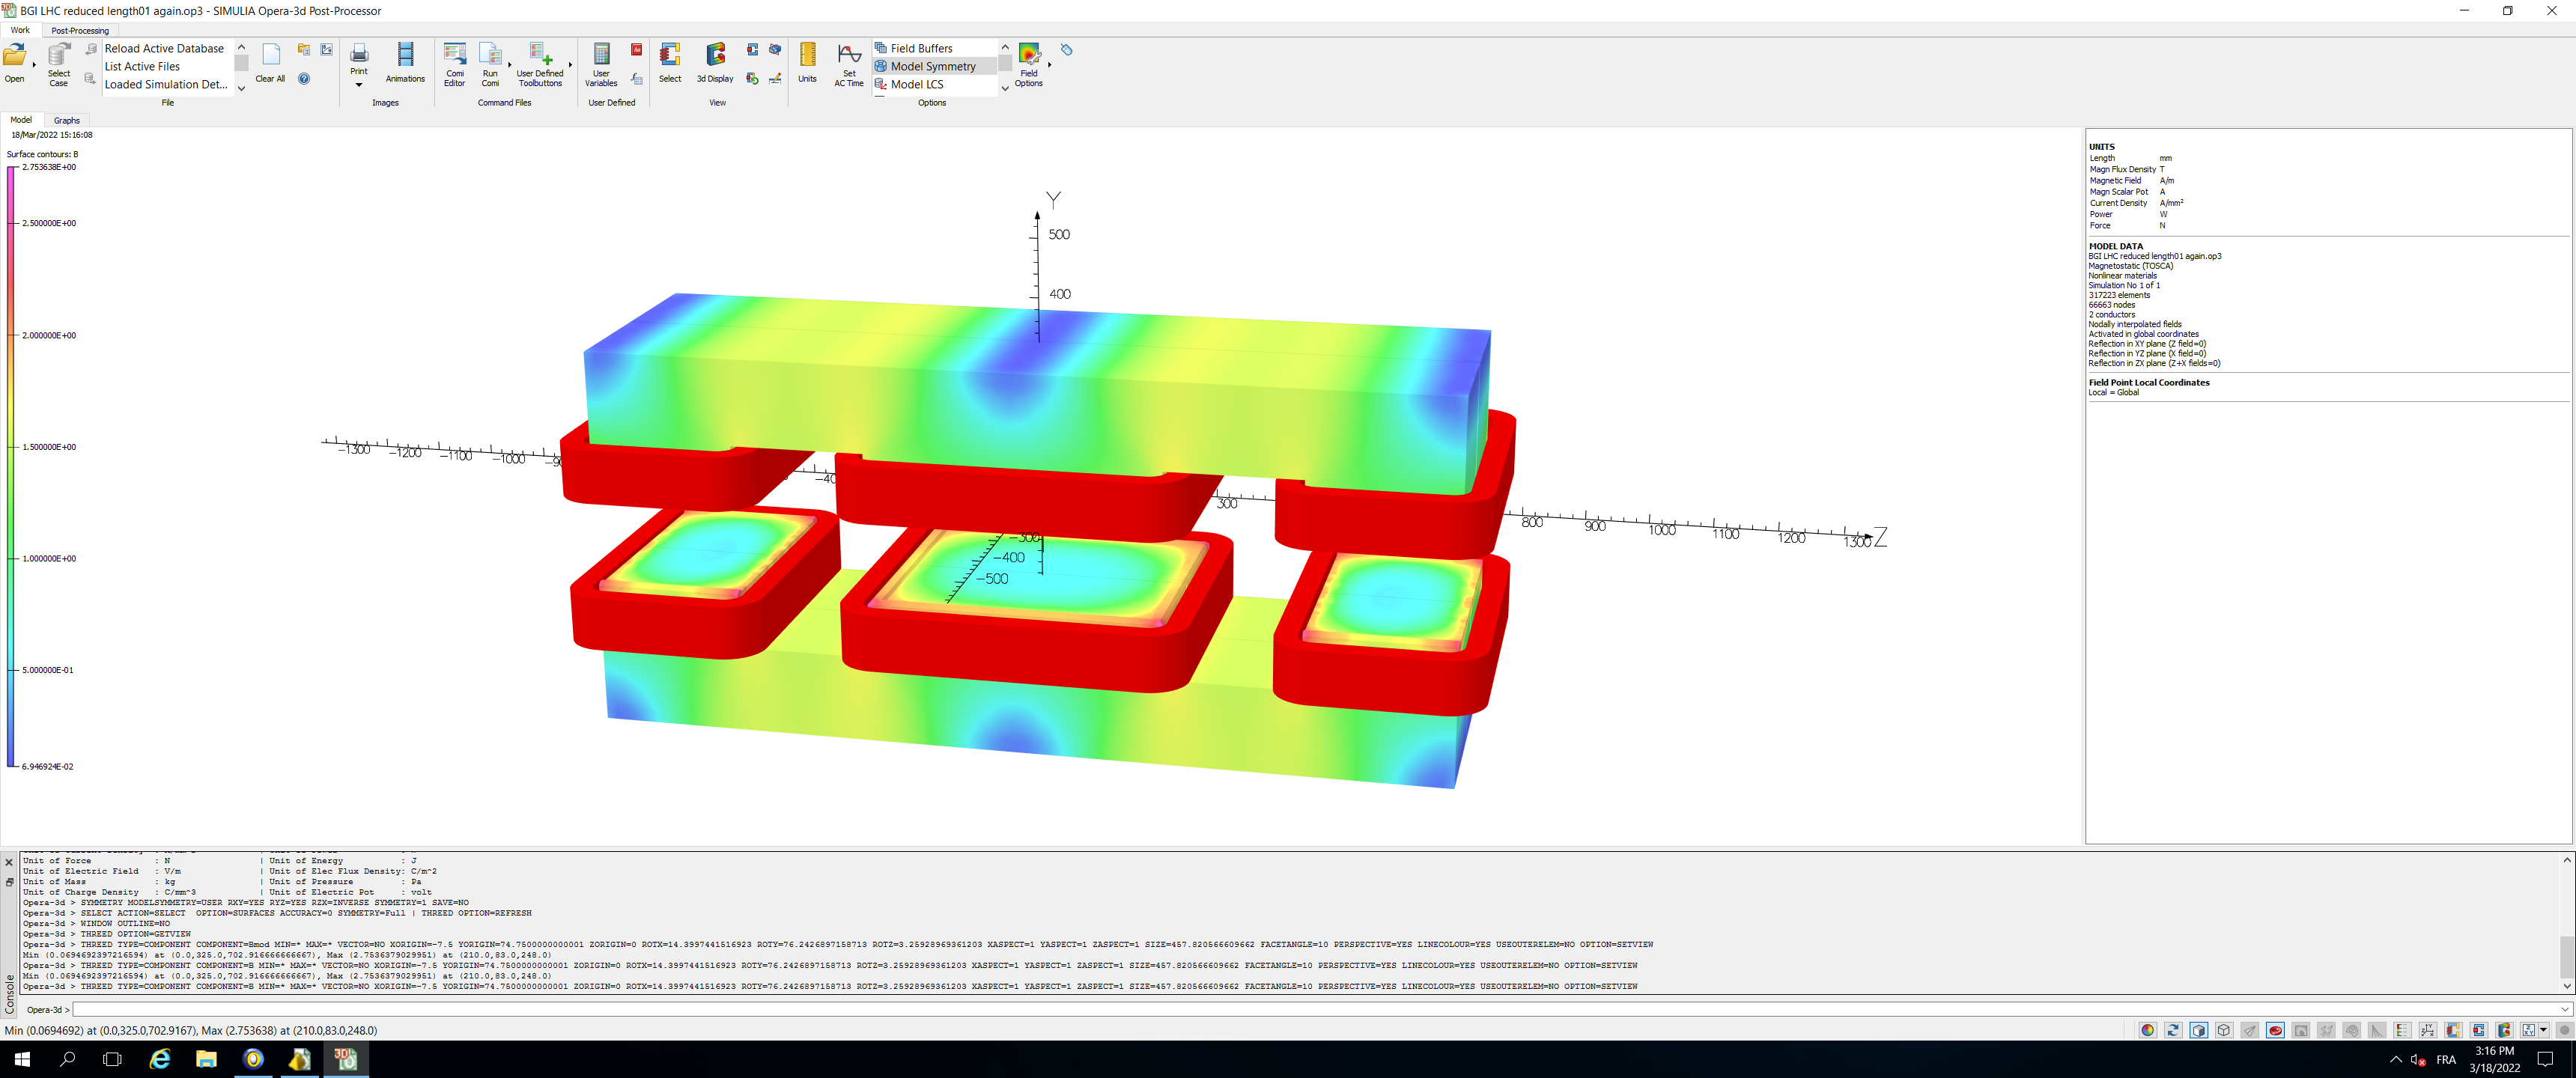 BGI LHC reduced length01 again.op3 - SIMULIA Opera-3d Post-Processor
Work Post-Processing
Open
Select Case
Reload Active Database
List Active Files
Loaded Simulation Det...
File
Clear All
Print
Animations
Images
Comi Editor
Run Comi
User Defined Toolbuttons
Command Files
User Variables
User Defined
Select
3d Display
View
Units
Set AC Time
Field Buffers
Model Symmetry
Model LCS
Options
Field Options
Model Graphs
18/Mar/2022 15:16:08
Surface contours: B
2.753638E+00
2.500000E+00
2.000000E+00
1.500000E+00
1.000000E+00
5.000000E-01
6.946924E-02
Y
500
400
-1300 -1200 -1100 -1000
300
800 900 1000 1100 1200 1300 Z
-300
-400
-500
UNITS
Length mm
Magn Flux Density T
Magnetic Field A/m
Magn Scalar Pot A
Current Density A/mm²
Power W
Force N
MODEL DATA
BGI LHC reduced length01 again.op3
Magnetostatic (TOSCA)
Nonlinear materials
Simulation No 1 of 1
317223 elements
66663 nodes
2 conductors
Nodally interpolated fields
Activated in global coordinates
Reflection in XY plane (Z field=0)
Reflection in YZ plane (X field=0)
Reflection in ZX plane (Z+X fields=0)
Field Point Local Coordinates
Local = Global
Console
Unit of Force : N | Unit of Energy : J
Unit of Electric Field : V/m | Unit of Elec Flux Density: C/m^2
Unit of Mass : kg | Unit of Pressure : Pa
Unit of Charge Density : C/mm^3 | Unit of Electric Pot : volt
Opera-3d > SYMMETRY MODELSYMMETRY=USER RXY=YES RYZ=YES RZX=INVERSE SYMMETRY=1 SAVE=NO
Opera-3d > SELECT ACTION=SELECT OPTION=SURFACES ACCURACY=0 SYMMETRY=Full | THREED OPTION=REFRESH
Opera-3d > WINDOW OUTLINE=NO
Opera-3d > THREED OPTION=GETVIEW
Opera-3d > THREED TYPE=COMPONENT COMPONENT=Bmod MIN=* MAX=* VECTOR=NO XORIGIN=-7.5 YORIGIN=74.7500000000001 ZORIGIN=0 ROTX=14.3997441516923 ROTY=76.2426897158713 ROTZ=3.25928969361203 XASPECT=1 YASPECT=1 ZASPECT=1 SIZE=457.820566609662 FACETANGLE=10 PERSPECTIVE=YES LINECOLOUR=YES USEOUTERELEM=NO OPTION=SETVIEW
Min (0.0694692397216594) at (0.0,325.0,702.916666666667), Max (2.7536379029951) at (210.0,83.0,248.0)
Opera-3d > THREED TYPE=COMPONENT COMPONENT=B MIN=* MAX=* VECTOR=NO XORIGIN=-7.5 YORIGIN=74.7500000000001 ZORIGIN=0 ROTX=14.3997441516923 ROTY=76.2426897158713 ROTZ=3.25928969361203 XASPECT=1 YASPECT=1 ZASPECT=1 SIZE=457.820566609662 FACETANGLE=10 PERSPECTIVE=YES LINECOLOUR=YES USEOUTERELEM=NO OPTION=SETVIEW
Min (0.0694692397216594) at (0.0,325.0,702.916666666667), Max (2.7536379029951) at (210.0,83.0,248.0)
Opera-3d > THREED TYPE=COMPONENT COMPONENT=B MIN=* MAX=* VECTOR=NO XORIGIN=-7.5 YORIGIN=74.7500000000001 ZORIGIN=0 ROTX=14.3997441516923 ROTY=76.2426897158713 ROTZ=3.25928969361203 XASPECT=1 YASPECT=1 ZASPECT=1 SIZE=457.820566609662 FACETANGLE=10 PERSPECTIVE=YES LINECOLOUR=YES USEOUTERELEM=NO OPTION=SETVIEW
Opera-3d >
Min (0.0694692) at (0.0,325.0,702.9167), Max (2.753638) at (210.0,83.0,248.0)
FRA
3:16 PM
3/18/2022